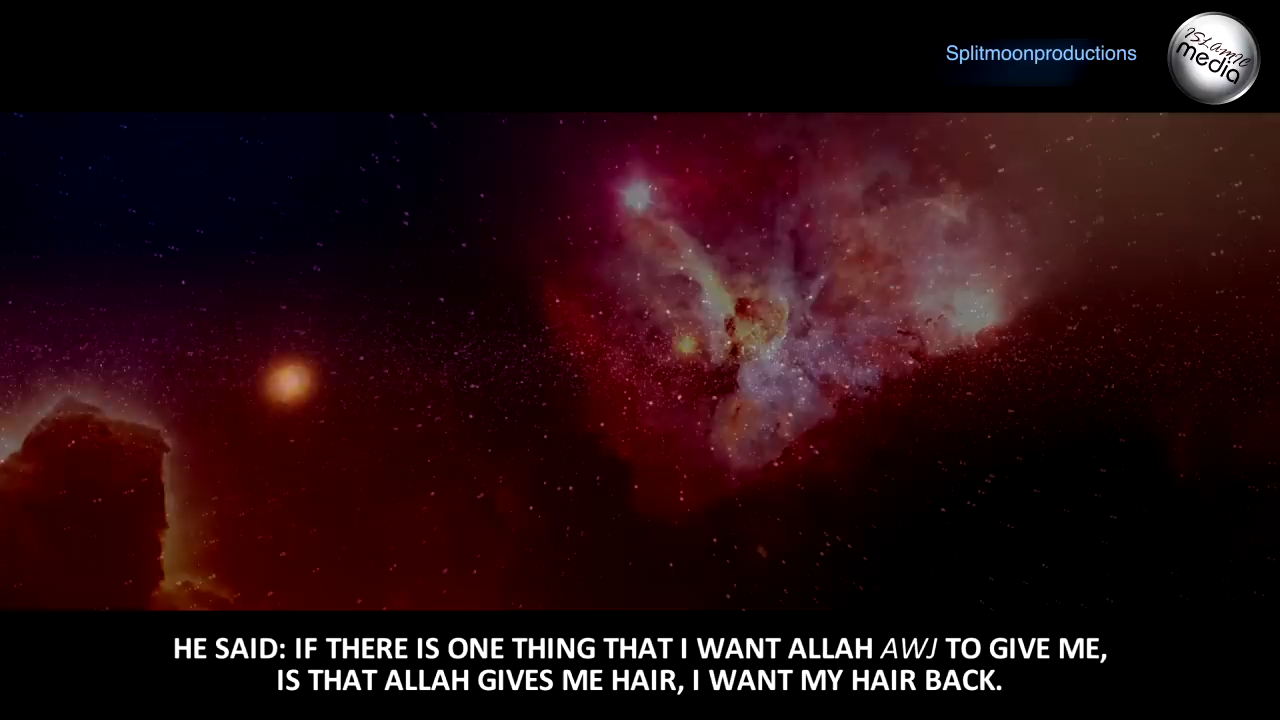 Splitmoonproductions
ISLAMIC
media
HE SAID: IF THERE IS ONE THING THAT I WANT ALLAH AWJ TO GIVE ME,
IS THAT ALLAH GIVES ME HAIR, I WANT MY HAIR BACK.